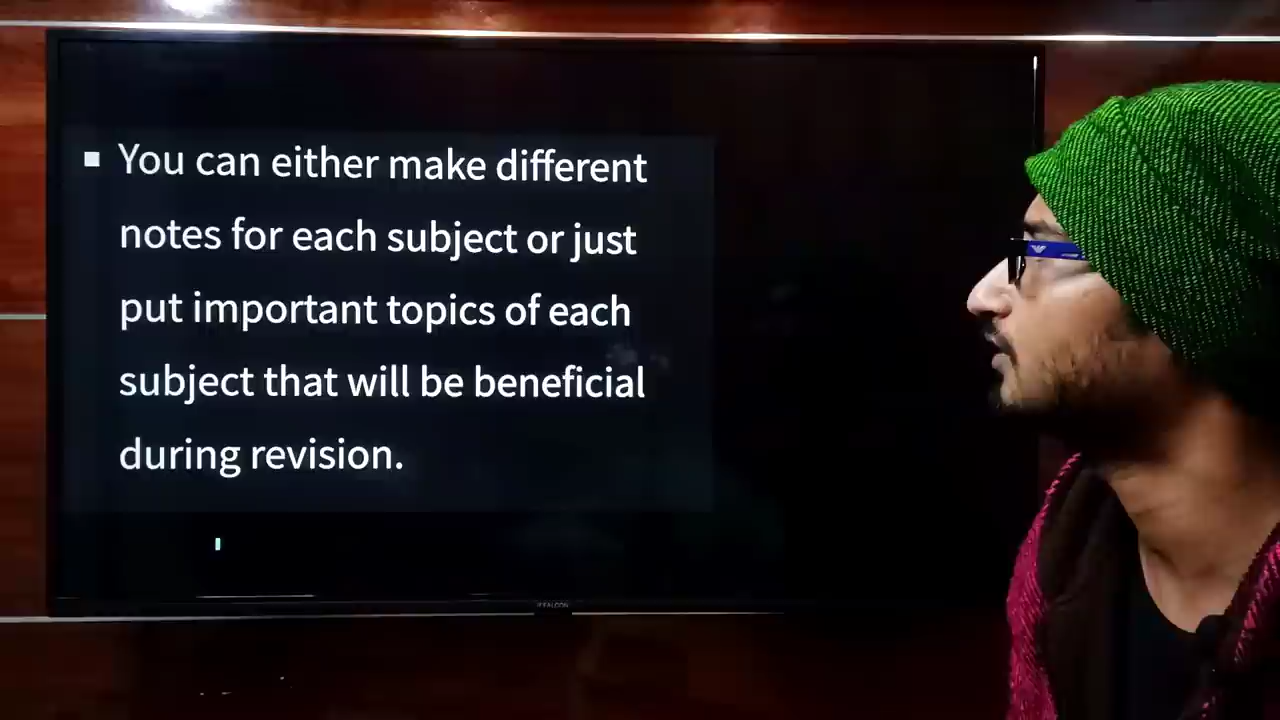 ▪ You can either make different
notes for each subject or just
put important topics of each
subject that will be beneficial
during revision.
iFFALCON